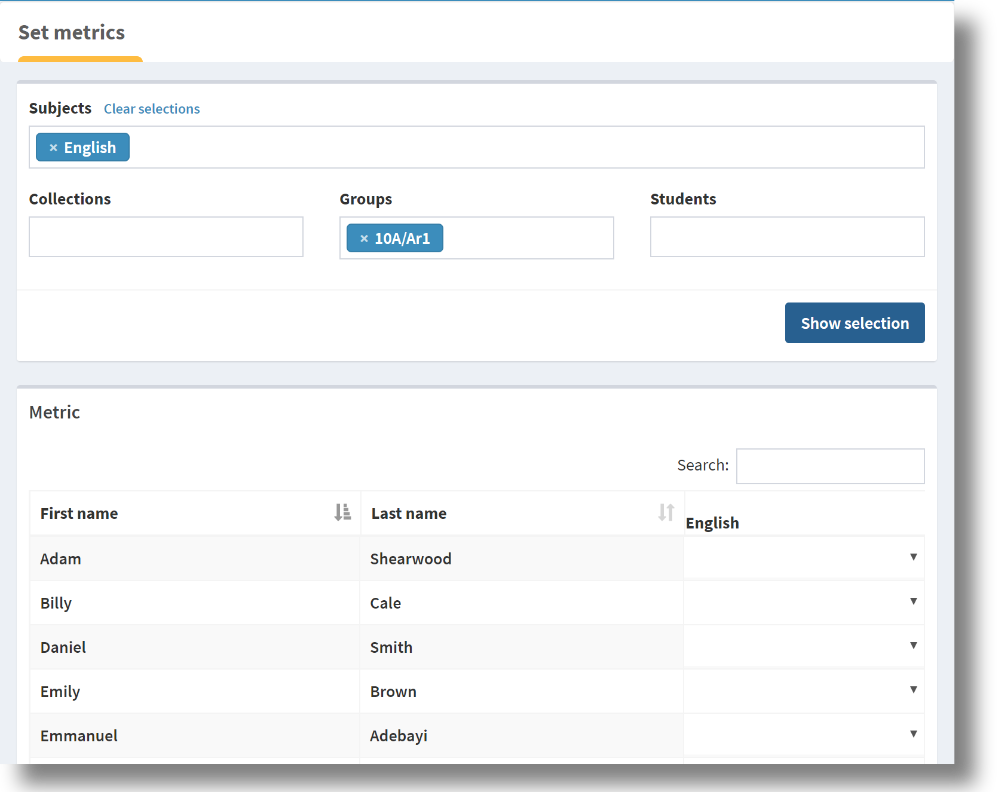 Set metrics
Subjects Clear selections
× English
Collections Groups Students
× 10A/Ar1
Show selection
Metric
Search:
First name Last name English
Adam Shearwood
Billy Cale
Daniel Smith
Emily Brown
Emmanuel Adebayi